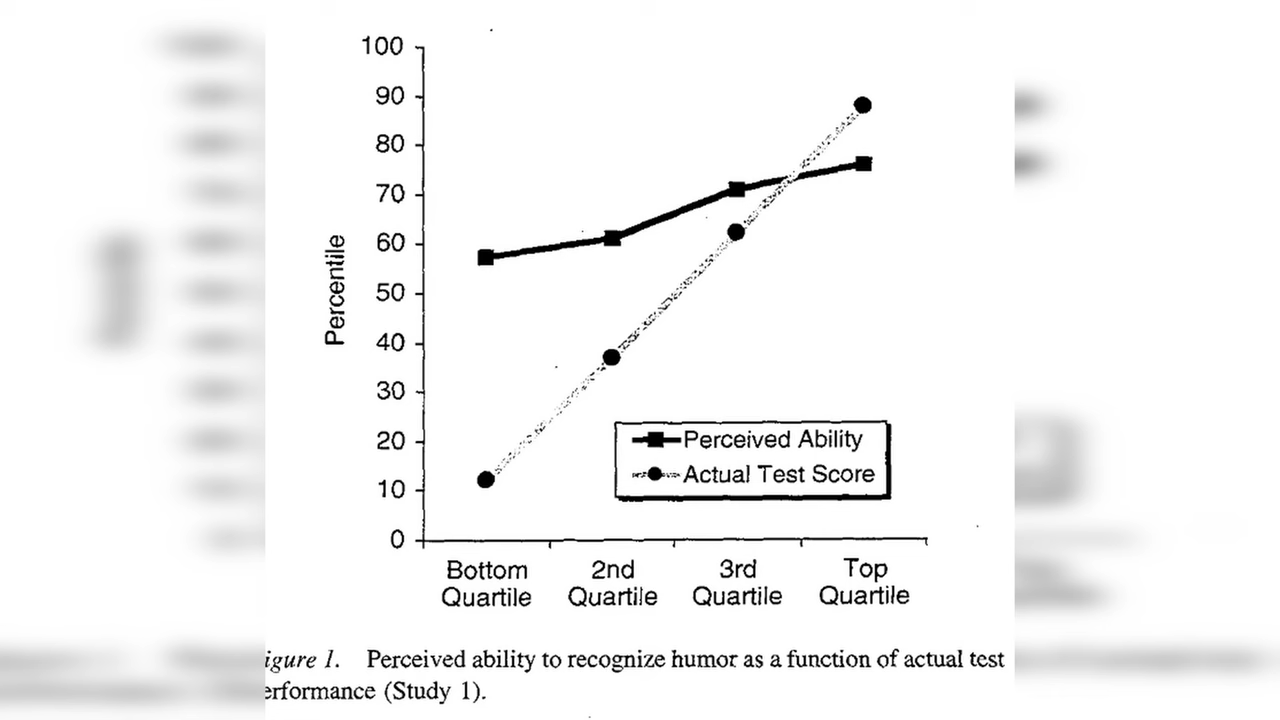 100
90
80
70
60
50
40
30
20
10
0
Percentile
Perceived Ability
Actual Test Score
Bottom Quartile
2nd Quartile
3rd Quartile
Top Quartile
igure 1. Perceived ability to recognize humor as a function of actual test
erformance (Study 1).